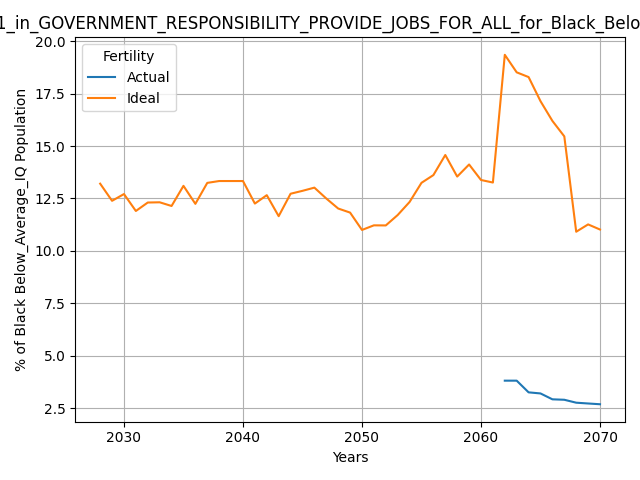 1_in_GOVERNMENT_RESPONSIBILITY_PROVIDE_JOBS_FOR_ALL_for_Black_Belo
20.0
17.5
15.0
12.5
10.0
7.5
5.0
2.5
% of Black Below_Average_IQ Population
Fertility
Actual
Ideal
2030 2040 2050 2060 2070
Years